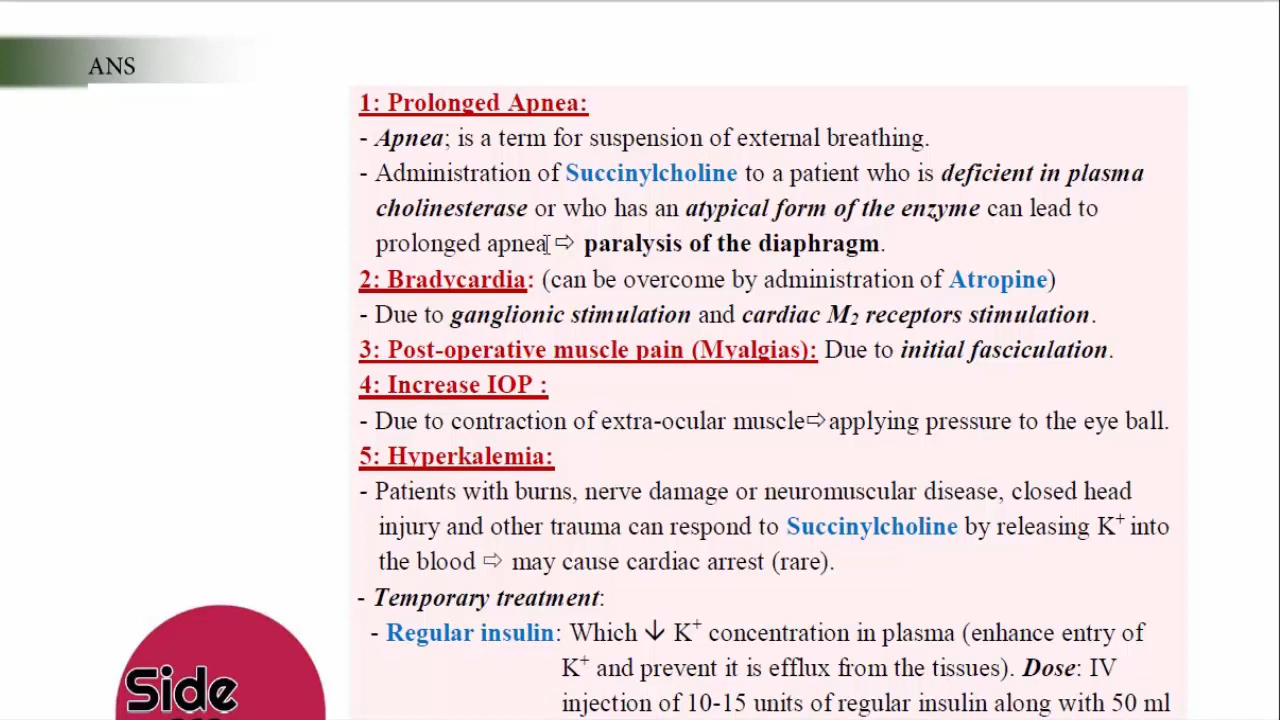 ANS
1: Prolonged Apnea:
- Apnea; is a term for suspension of external breathing.
- Administration of Succinylcholine to a patient who is deficient in plasma
cholinesterase or who has an atypical form of the enzyme can lead to
prolonged apnea ⇨ paralysis of the diaphragm.
2: Bradycardia: (can be overcome by administration of Atropine)
- Due to ganglionic stimulation and cardiac M₂ receptors stimulation.
3: Post-operative muscle pain (Myalgias): Due to initial fasciculation.
4: Increase IOP :
- Due to contraction of extra-ocular muscle⇨applying pressure to the eye ball.
5: Hyperkalemia:
- Patients with burns, nerve damage or neuromuscular disease, closed head
injury and other trauma can respond to Succinylcholine by releasing K⁺ into
the blood ⇨ may cause cardiac arrest (rare).
- Temporary treatment:
- Regular insulin: Which ↓ K⁺ concentration in plasma (enhance entry of
K⁺ and prevent it is efflux from the tissues). Dose: IV
injection of 10-15 units of regular insulin along with 50 ml
Side